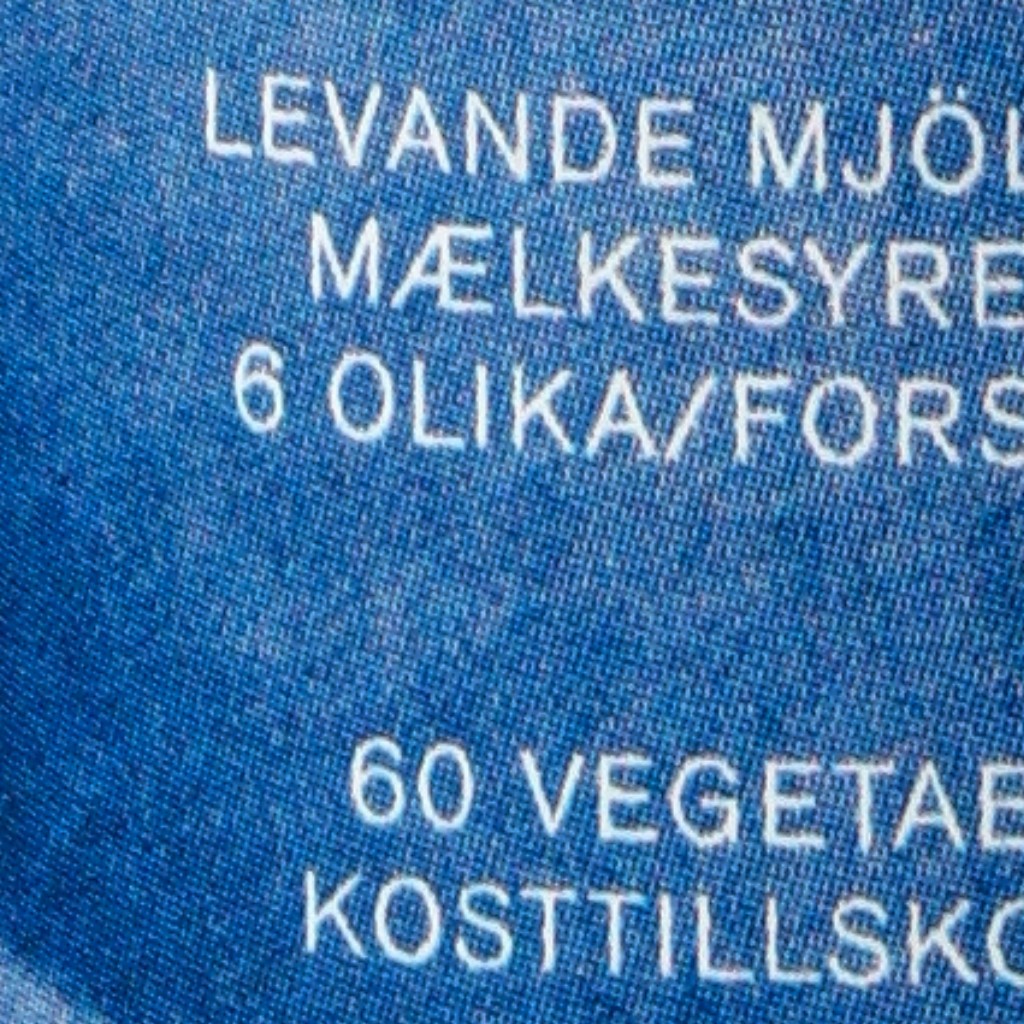 LEVANDE MJÖL
MÆLKESYRE
6 OLIKA/FORS
60 VEGETAB
KOSTTILLSKO